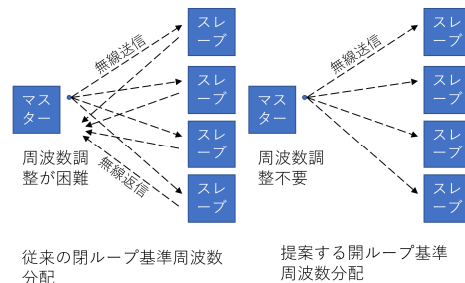 無線送信
スレ
ーブ
スレ
ーブ
スレ
ーブ
スレ
ーブ
マス
ター
周波数調
整が困難
無線返信
従来の閉ループ基準周波数
分配
無線送信
スレ
ーブ
スレ
ーブ
スレ
ーブ
スレ
ーブ
マス
ター
周波数調
整不要
提案する開ループ基準
周波数分配